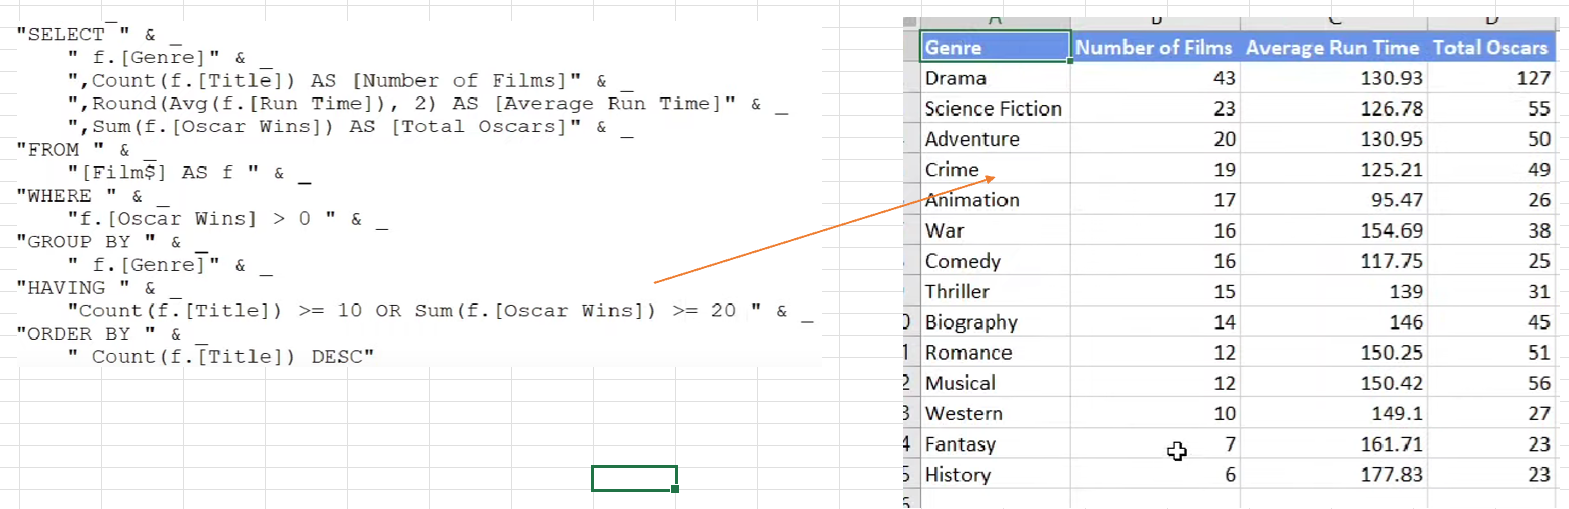 "SELECT " & _
" f.[Genre]" & _
",Count(f.[Title]) AS [Number of Films]" & _
",Round(Avg(f.[Run Time]), 2) AS [Average Run Time]" & _
",Sum(f.[Oscar Wins]) AS [Total Oscars]" & _
"FROM " & _
"[Film$] AS f " & _
"WHERE " & _
"f.[Oscar Wins] > 0 " & _
"GROUP BY " & _
" f.[Genre]" & _
"HAVING " & _
"Count(f.[Title]) >= 10 OR Sum(f.[Oscar Wins]) >= 20 " & _
"ORDER BY " & _
" Count(f.[Title]) DESC"
Genre Number of Films Average Run Time Total Oscars
Drama 43 130.93 127
Science Fiction 23 126.78 55
Adventure 20 130.95 50
Crime 19 125.21 49
Animation 17 95.47 26
War 16 154.69 38
Comedy 16 117.75 25
Thriller 15 139 31
Biography 14 146 45
Romance 12 150.25 51
Musical 12 150.42 56
Western 10 149.1 27
Fantasy 7 161.71 23
History 6 177.83 23